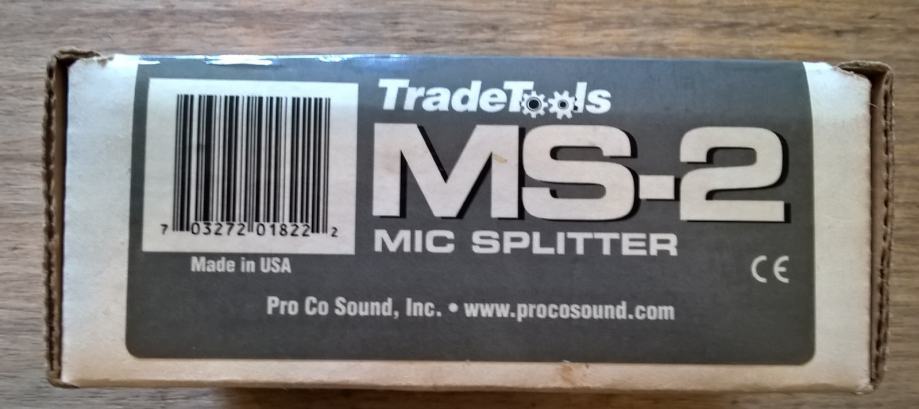 TradeTools
MS-2
MIC SPLITTER
7 03272 01822 2
Made in USA
CE
Pro Co Sound, Inc. • www.procosound.com